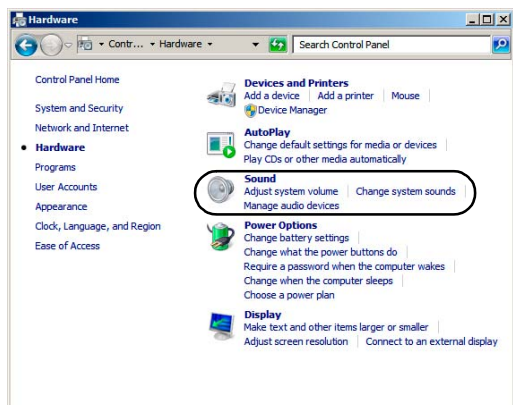 Hardware
Contr... Hardware Search Control Panel
Control Panel Home
System and Security
Network and Internet
Hardware
Programs
User Accounts
Appearance
Clock, Language, and Region
Ease of Access
Devices and Printers
Add a device Add a printer Mouse
Device Manager
AutoPlay
Change default settings for media or devices
Play CDs or other media automatically
Sound
Adjust system volume Change system sounds
Manage audio devices
Power Options
Change battery settings
Change what the power buttons do
Require a password when the computer wakes
Change when the computer sleeps
Choose a power plan
Display
Make text and other items larger or smaller
Adjust screen resolution Connect to an external display